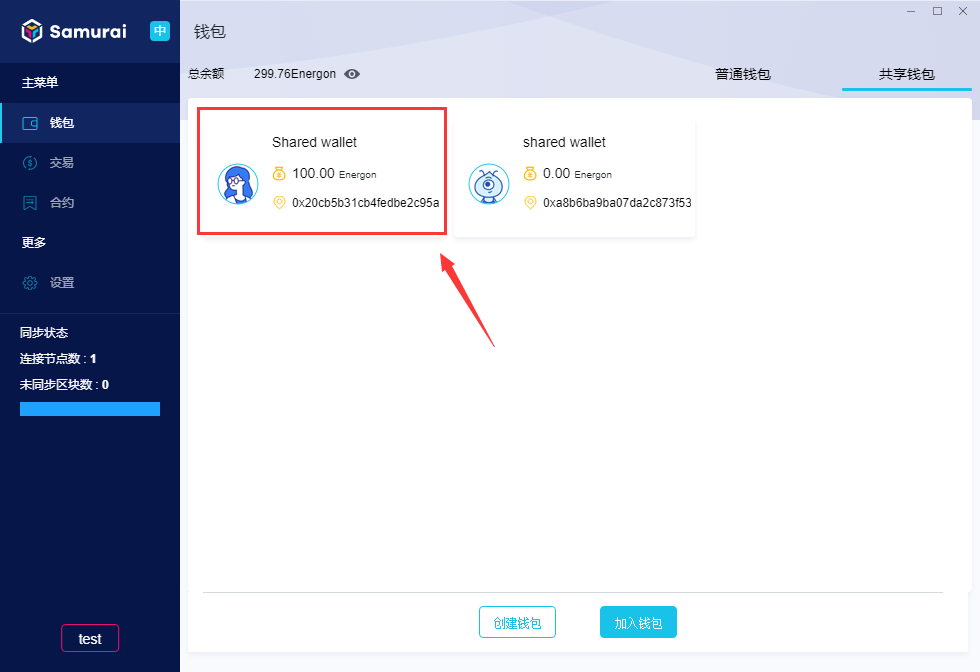 Samurai
中
主菜单
钱包
交易
合约
更多
设置
同步状态
连接节点数 : 1
未同步区块数 : 0
test
钱包
总余额 299.76Energon
普通钱包
共享钱包
Shared wallet
100.00 Energon
0x20cb5b31cb4fedbe2c95a
shared wallet
0.00 Energon
0xa8b6ba9ba07da2c873f53
创建钱包
加入钱包